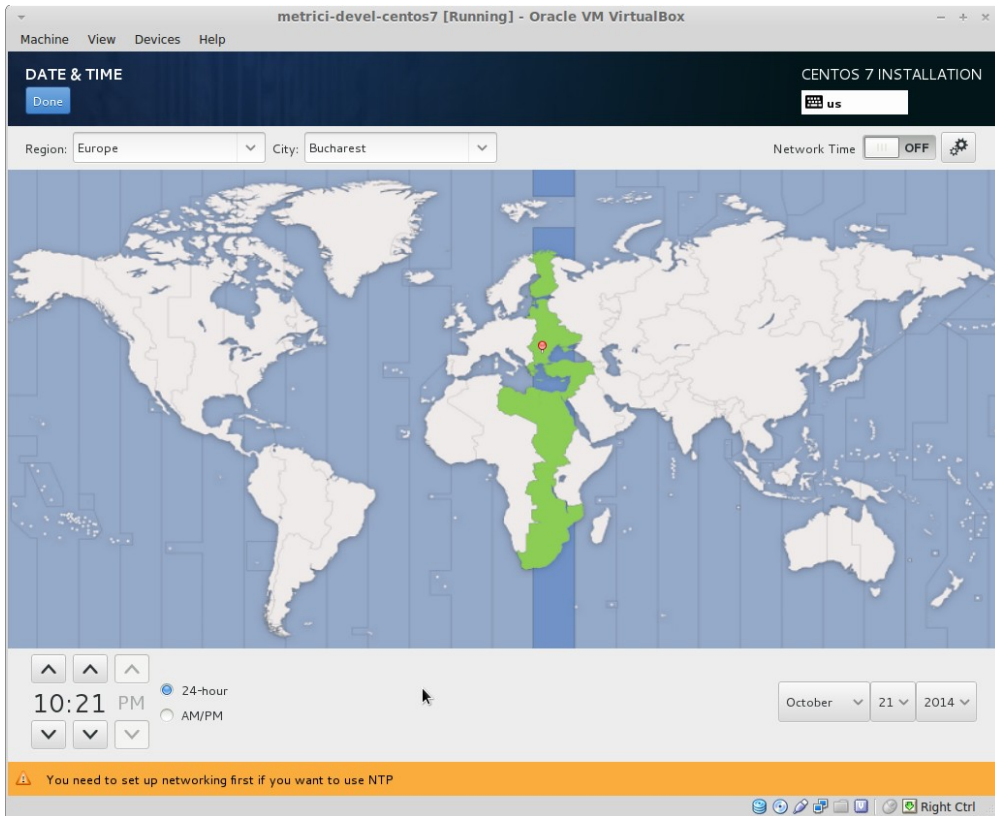 metrici-devel-centos7 [Running] - Oracle VM VirtualBox
Machine View Devices Help
DATE & TIME
CENTOS 7 INSTALLATION
Done
us
Region: Europe City: Bucharest Network Time OFF
10:21 PM
24-hour
AM/PM
October 21 2014
You need to set up networking first if you want to use NTP
Right Ctrl